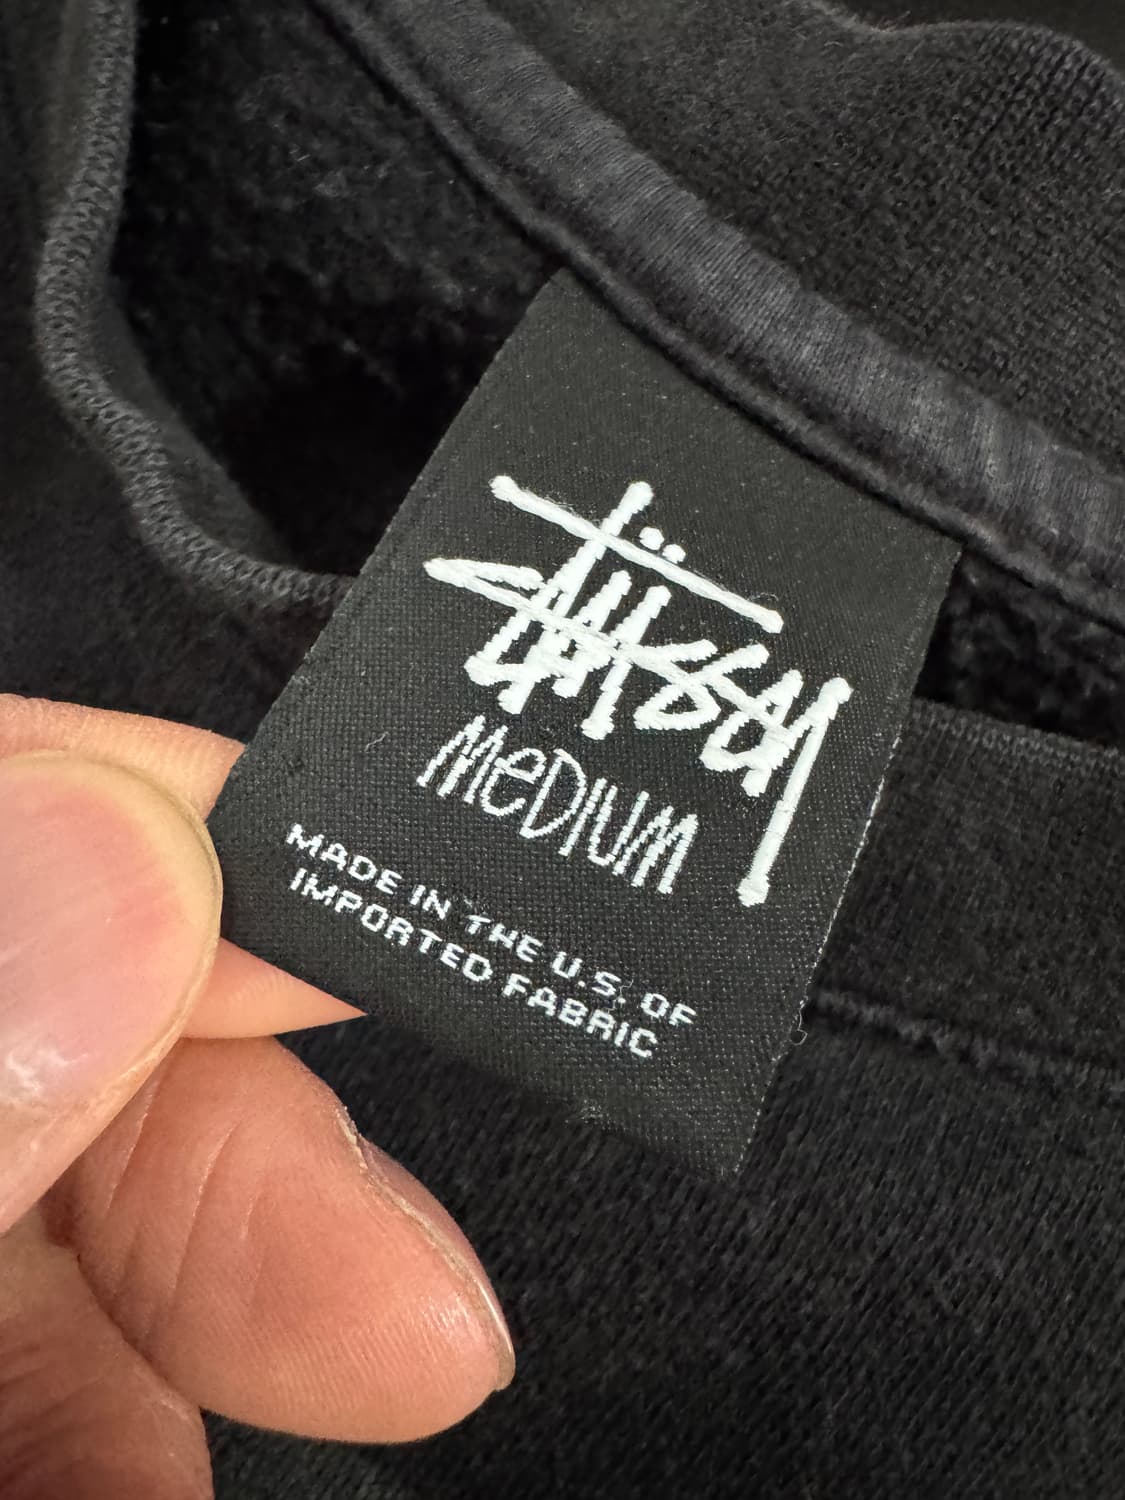 Stüssy
MeDIUM
MADE IN THE U.S. OF
IMPORTED FABRIC